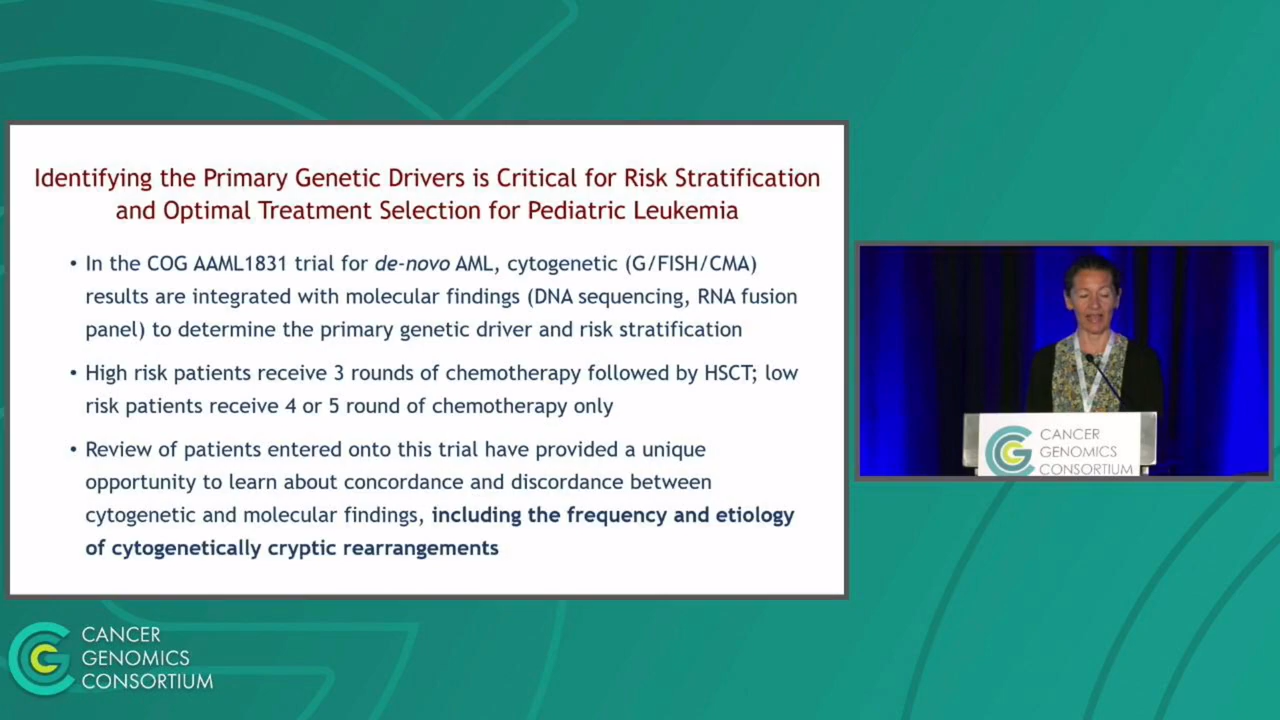 Identifying the Primary Genetic Drivers is Critical for Risk Stratification
and Optimal Treatment Selection for Pediatric Leukemia
• In the COG AAML1831 trial for de-novo AML, cytogenetic (G/FISH/CMA)
results are integrated with molecular findings (DNA sequencing, RNA fusion
panel) to determine the primary genetic driver and risk stratification
• High risk patients receive 3 rounds of chemotherapy followed by HSCT; low
risk patients receive 4 or 5 round of chemotherapy only
• Review of patients entered onto this trial have provided a unique
opportunity to learn about concordance and discordance between
cytogenetic and molecular findings, including the frequency and etiology
of cytogenetically cryptic rearrangements
CANCER
GENOMICS
CONSORTIUM
CANCER
GENOMICS
CONSORTIUM